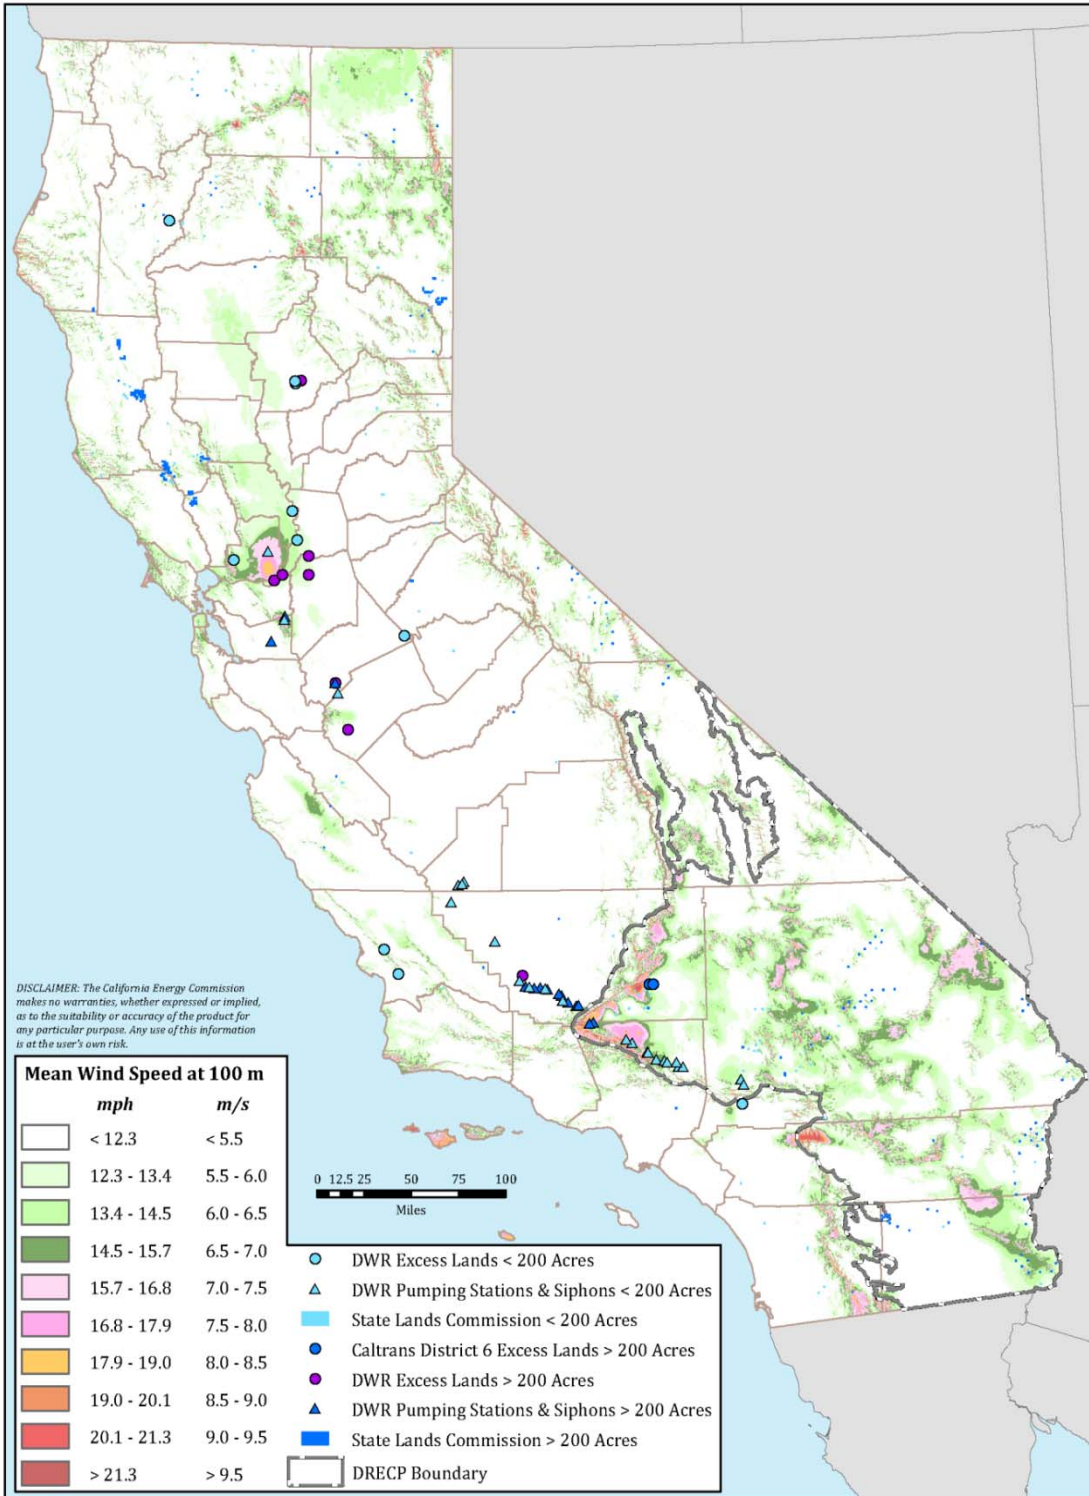 DISCLAIMER: The California Energy Commission
makes no warranties, whether expressed or implied,
as to the suitability or accuracy of the product for
any particular purpose. Any use of this information
is at the user's own risk.
Mean Wind Speed at 100 m
mph m/s
< 12.3 < 5.5
12.3 - 13.4 5.5 - 6.0
13.4 - 14.5 6.0 - 6.5
14.5 - 15.7 6.5 - 7.0
15.7 - 16.8 7.0 - 7.5
16.8 - 17.9 7.5 - 8.0
17.9 - 19.0 8.0 - 8.5
19.0 - 20.1 8.5 - 9.0
20.1 - 21.3 9.0 - 9.5
> 21.3 > 9.5
0 12.5 25 50 75 100
Miles
DWR Excess Lands < 200 Acres
DWR Pumping Stations & Siphons < 200 Acres
State Lands Commission < 200 Acres
Caltrans District 6 Excess Lands > 200 Acres
DWR Excess Lands > 200 Acres
DWR Pumping Stations & Siphons > 200 Acres
State Lands Commission > 200 Acres
DRECP Boundary